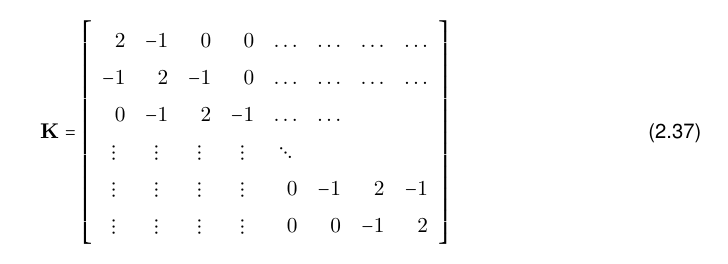 2 −1 0 0 … … … …
−1 2 −1 0 … … … …
0 −1 2 −1 … …
K = (2.37)
⋮ ⋮ ⋮ ⋮ ⋱
⋮ ⋮ ⋮ ⋮ 0 −1 2 −1
⋮ ⋮ ⋮ ⋮ 0 0 −1 2